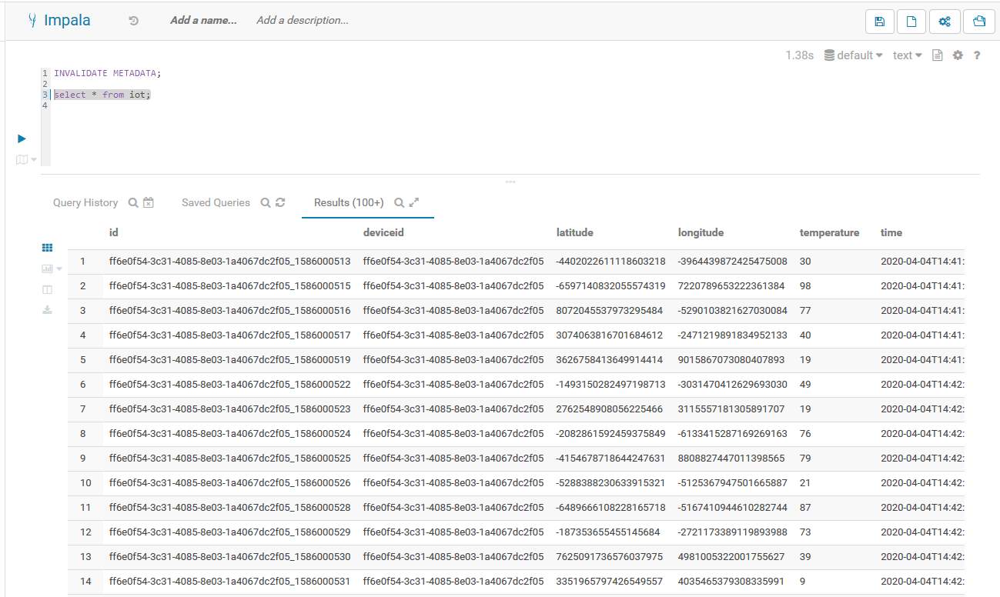 Impala Add a name... Add a description...
1.38s default text ?
1 INVALIDATE METADATA;
2
3 select * from iot;
4
Query History Saved Queries Results (100+)
id deviceid latitude longitude temperature time
1 ff6e0f54-3c31-4085-8e03-1a4067dc2f05_1586000513 ff6e0f54-3c31-4085-8e03-1a4067dc2f05 -4402022611118603218 -3964439872425475008 30 2020-04-04T14:41:
2 ff6e0f54-3c31-4085-8e03-1a4067dc2f05_1586000515 ff6e0f54-3c31-4085-8e03-1a4067dc2f05 -6597140832055574319 7220789653222361384 98 2020-04-04T14:41:
3 ff6e0f54-3c31-4085-8e03-1a4067dc2f05_1586000516 ff6e0f54-3c31-4085-8e03-1a4067dc2f05 8072045537973295484 -5290103821627030084 77 2020-04-04T14:41:
4 ff6e0f54-3c31-4085-8e03-1a4067dc2f05_1586000517 ff6e0f54-3c31-4085-8e03-1a4067dc2f05 3074063816701684612 -2471219891834952133 40 2020-04-04T14:41:
5 ff6e0f54-3c31-4085-8e03-1a4067dc2f05_1586000519 ff6e0f54-3c31-4085-8e03-1a4067dc2f05 3626758413649914414 9015867073080407893 19 2020-04-04T14:41:
6 ff6e0f54-3c31-4085-8e03-1a4067dc2f05_1586000522 ff6e0f54-3c31-4085-8e03-1a4067dc2f05 -1493150282497198713 -3031470412629693030 49 2020-04-04T14:42:
7 ff6e0f54-3c31-4085-8e03-1a4067dc2f05_1586000523 ff6e0f54-3c31-4085-8e03-1a4067dc2f05 2762548908056225466 3115557181305891707 19 2020-04-04T14:42:
8 ff6e0f54-3c31-4085-8e03-1a4067dc2f05_1586000524 ff6e0f54-3c31-4085-8e03-1a4067dc2f05 -2082861592459375849 -6133415287169269163 76 2020-04-04T14:42:
9 ff6e0f54-3c31-4085-8e03-1a4067dc2f05_1586000525 ff6e0f54-3c31-4085-8e03-1a4067dc2f05 -4154678718644247631 8808827447011398565 79 2020-04-04T14:42:
10 ff6e0f54-3c31-4085-8e03-1a4067dc2f05_1586000526 ff6e0f54-3c31-4085-8e03-1a4067dc2f05 -5288388230633915321 -5125367947501665887 21 2020-04-04T14:42:
11 ff6e0f54-3c31-4085-8e03-1a4067dc2f05_1586000528 ff6e0f54-3c31-4085-8e03-1a4067dc2f05 -6489666108228165718 -5167410944610282744 87 2020-04-04T14:42:
12 ff6e0f54-3c31-4085-8e03-1a4067dc2f05_1586000529 ff6e0f54-3c31-4085-8e03-1a4067dc2f05 -187353655455145684 -2721173389119893988 73 2020-04-04T14:42:
13 ff6e0f54-3c31-4085-8e03-1a4067dc2f05_1586000530 ff6e0f54-3c31-4085-8e03-1a4067dc2f05 7625091736576037975 4981005322001755627 39 2020-04-04T14:42:
14 ff6e0f54-3c31-4085-8e03-1a4067dc2f05_1586000531 ff6e0f54-3c31-4085-8e03-1a4067dc2f05 3351965797426549557 4035465379308335991 9 2020-04-04T14:42: